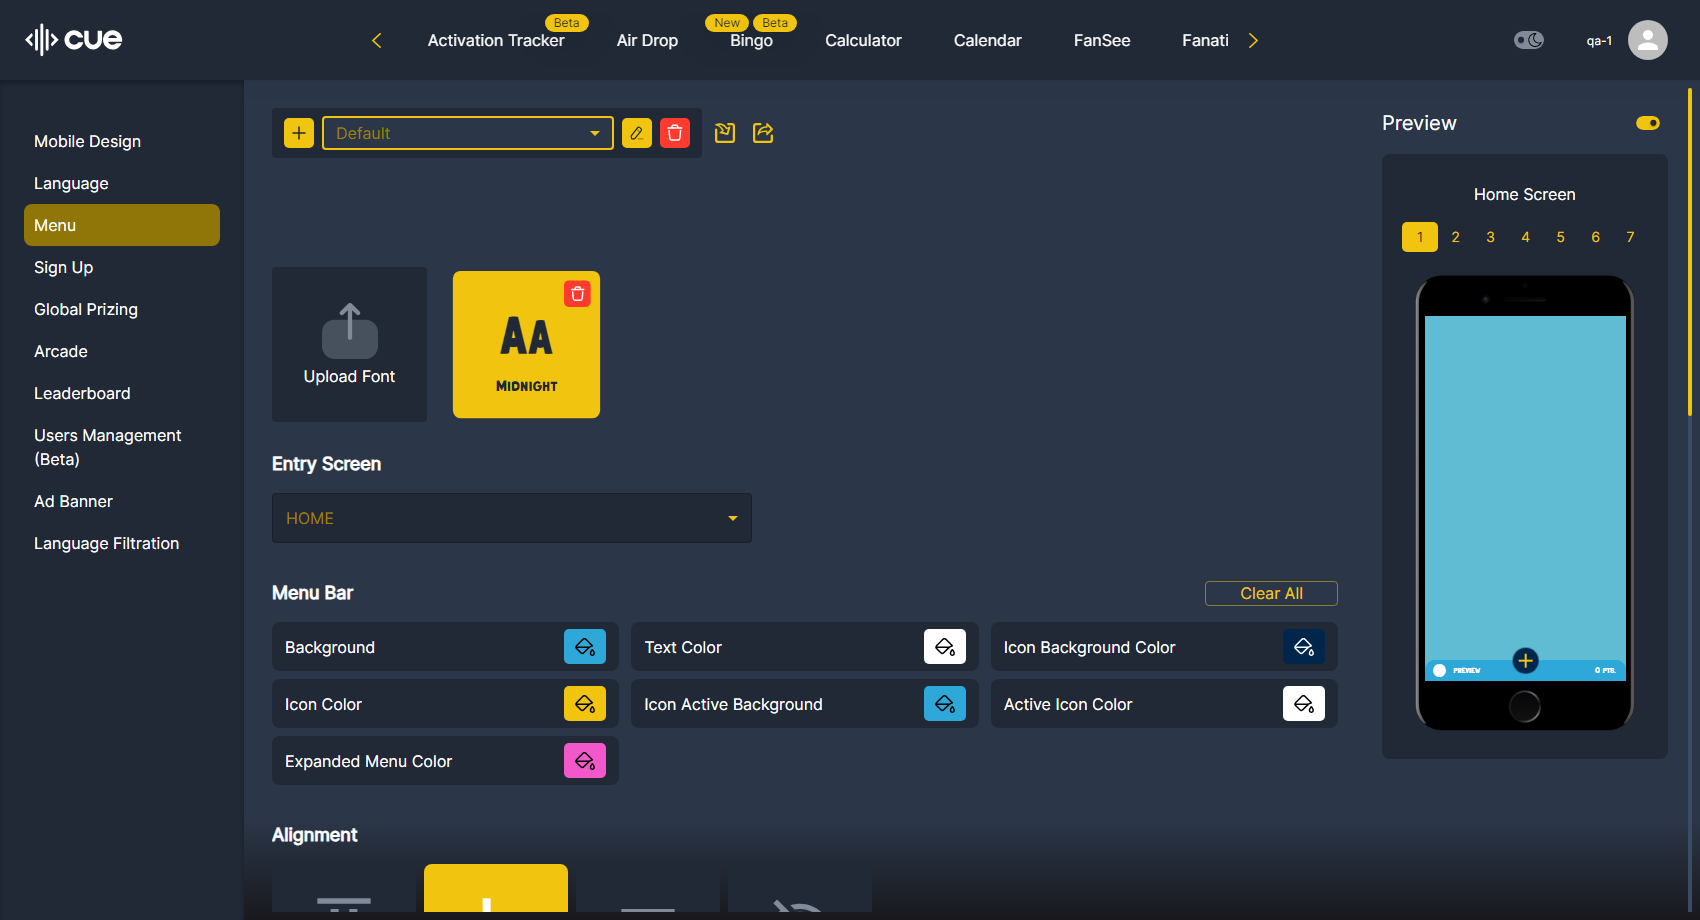 cue
Activation Tracker
Beta
Air Drop
New
Beta
Bingo
Calculator
Calendar
FanSee
Fanati
qa-1
Mobile Design
Language
Menu
Sign Up
Global Prizing
Arcade
Leaderboard
Users Management
(Beta)
Ad Banner
Language Filtration
Default
Upload Font
AA
MIDNIGHT
Entry Screen
HOME
Menu Bar
Clear All
Background
Text Color
Icon Background Color
Icon Color
Icon Active Background
Active Icon Color
Expanded Menu Color
Alignment
Preview
Home Screen
1 2 3 4 5 6 7
PREVIEW
0 PTS.